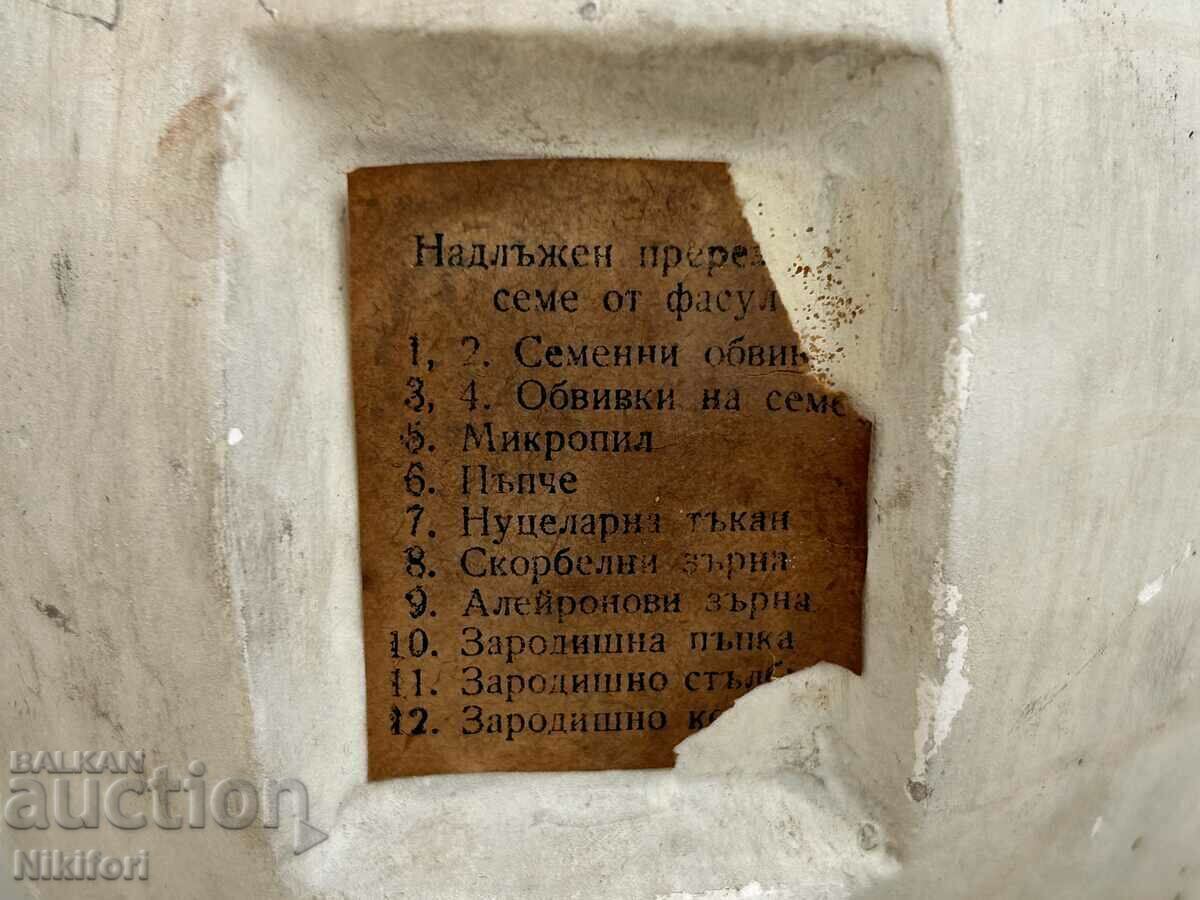 Надлъжен
семе от фасул
1, 2. Семенни
3, 4. Обвивки на
5. Микропил
6. Пъпче
7. Нуцеларна тъкан
8. Скорбелни зърна
9. Алейронови зърна
10. Зародишна пъпка
11. Зародишно
12. Зародишно
BALKAN
auction
Nikifori